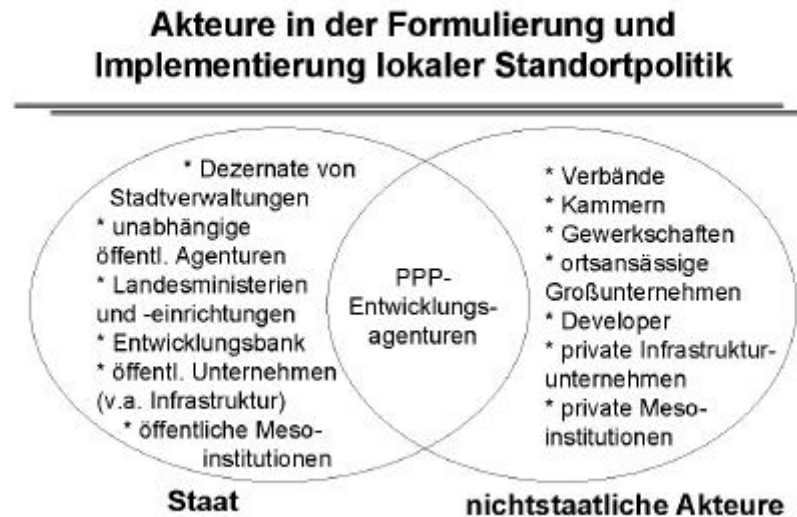 Akteure in der Formulierung und
Implementierung lokaler Standortpolitik
* Dezernate von
Stadtverwaltungen
* unabhängige
öffentl. Agenturen
* Landesministerien
und -einrichtungen
* Entwicklungsbank
* öffentl. Unternehmen
(v.a. Infrastruktur)
* öffentliche Meso-
institutionen
PPP-
Entwicklungs-
agenturen
* Verbände
* Kammern
* Gewerkschaften
* ortsansässige
Großunternehmen
* Developer
* private Infrastruktur-
unternehmen
* private Meso-
institutionen
Staat
nichtstaatliche Akteure